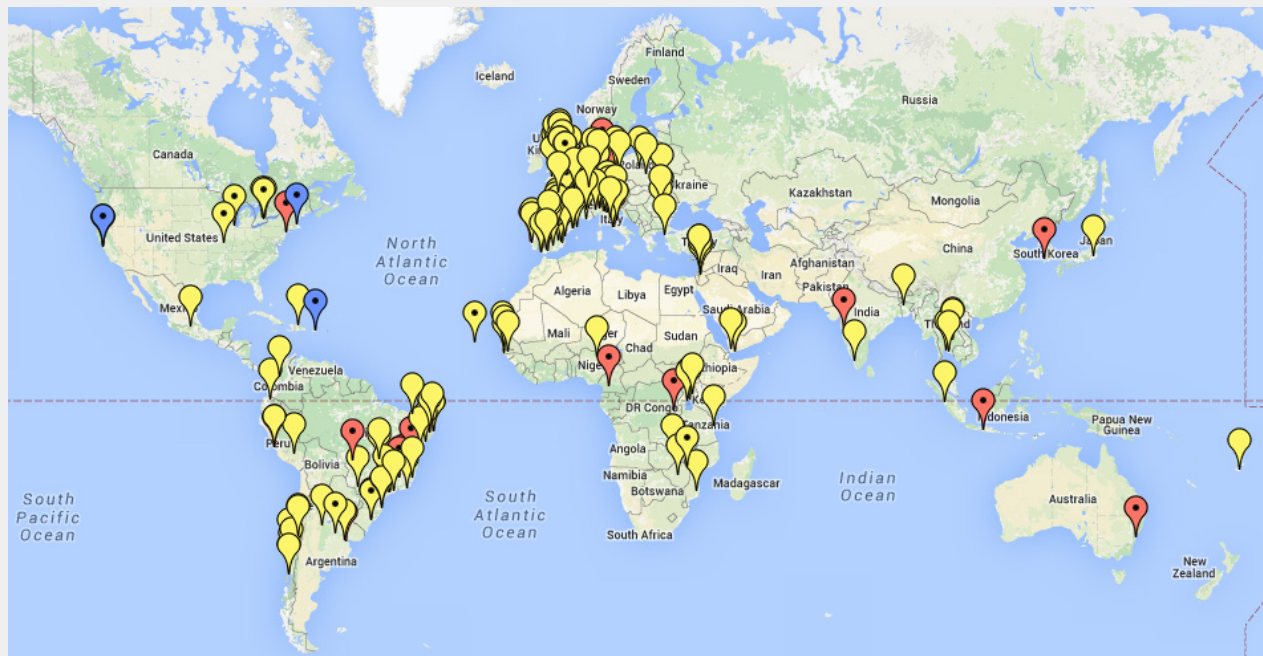 Iceland
Finland
Sweden
Norway
Russia
Canada
Ukraine
Kazakhstan
Mongolia
United States
North
Atlantic
Ocean
Afghanistan
China
South Korea
Iraq
Iran
Pakistan
Algeria
Libya
Egypt
Saudi Arabia
India
Mali
Sudan
Chad
Ethiopia
Venezuela
Colombia
DR Congo
Tanzania
Indonesia
Papua New
Guinea
Peru
Bolivia
Angola
Namibia
Botswana
Madagascar
Indian
Ocean
Australia
South
Pacific
Ocean
South
Atlantic
Ocean
South Africa
Argentina
New
Zealand